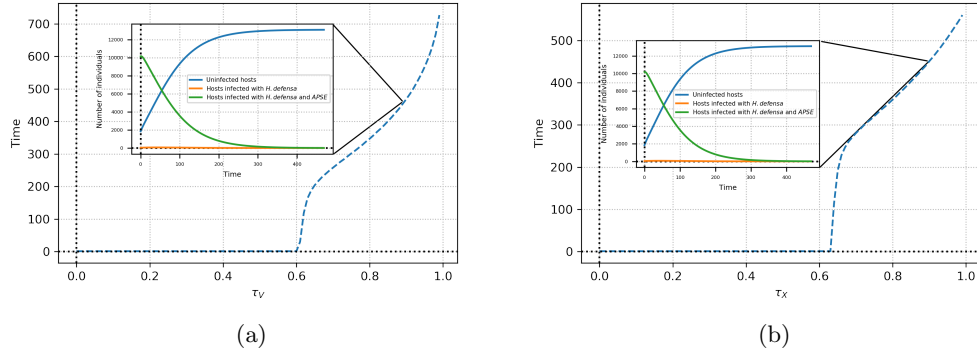 700
600
500
400
300
200
100
0
Time
0.0 0.2 0.4 0.6 0.8 1.0
τV
12000
10000
8000
6000
4000
2000
0
Number of individuals
Uninfected hosts
Hosts infected with H. defensa
Hosts infected with H. defensa and APSE
0 100 200 300 400
Time
(a)
500
400
300
200
100
0
Time
0.0 0.2 0.4 0.6 0.8 1.0
τX
12000
10000
8000
6000
4000
2000
0
Number of individuals
Uninfected hosts
Hosts infected with H. defensa
Hosts infected with H. defensa and APSE
0 100 200 300 400
Time
(b)